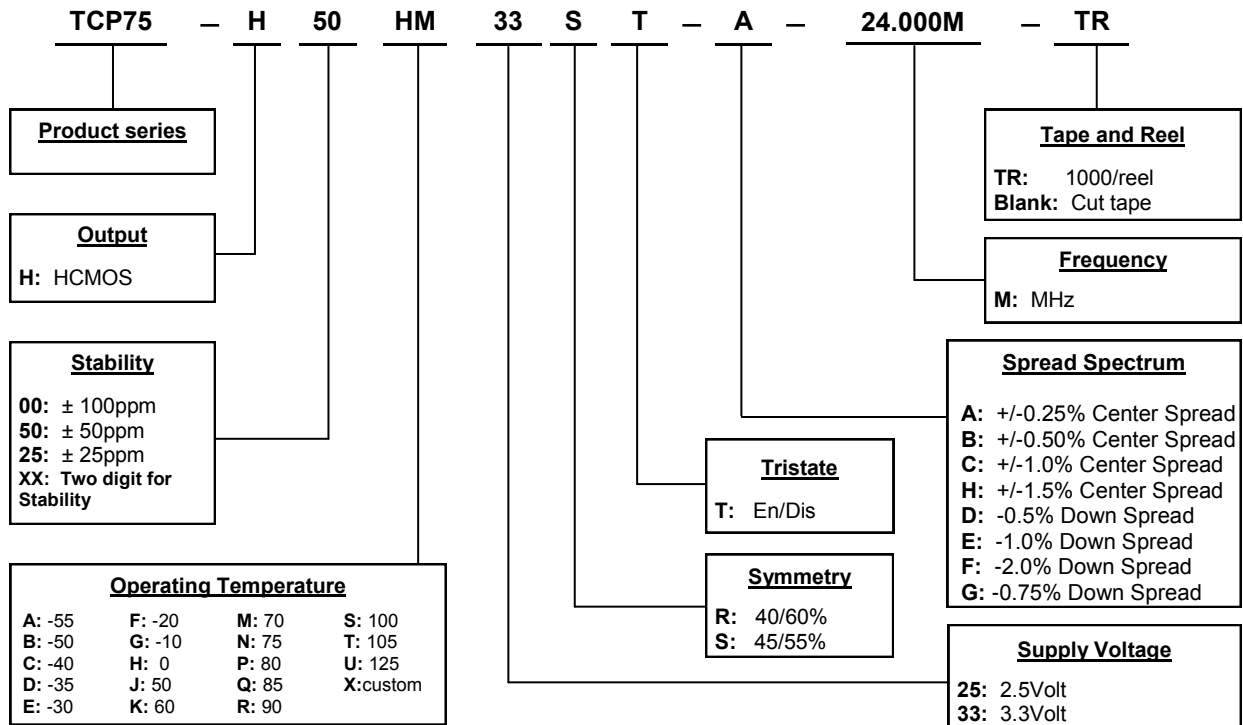 TCP75 – H 50 HM 33 S T – A – 24.000M – TR
Product series
Output
H: HCMOS
Stability
00: ± 100ppm
50: ± 50ppm
25: ± 25ppm
XX: Two digit for
Stability
Operating Temperature
A: -55 F: -20 M: 70 S: 100
B: -50 G: -10 N: 75 T: 105
C: -40 H: 0 P: 80 U: 125
D: -35 J: 50 Q: 85 X:custom
E: -30 K: 60 R: 90
Tristate
T: En/Dis
Symmetry
R: 40/60%
S: 45/55%
Tape and Reel
TR: 1000/reel
Blank: Cut tape
Frequency
M: MHz
Spread Spectrum
A: +/-0.25% Center Spread
B: +/-0.50% Center Spread
C: +/-1.0% Center Spread
H: +/-1.5% Center Spread
D: -0.5% Down Spread
E: -1.0% Down Spread
F: -2.0% Down Spread
G: -0.75% Down Spread
Supply Voltage
25: 2.5Volt
33: 3.3Volt